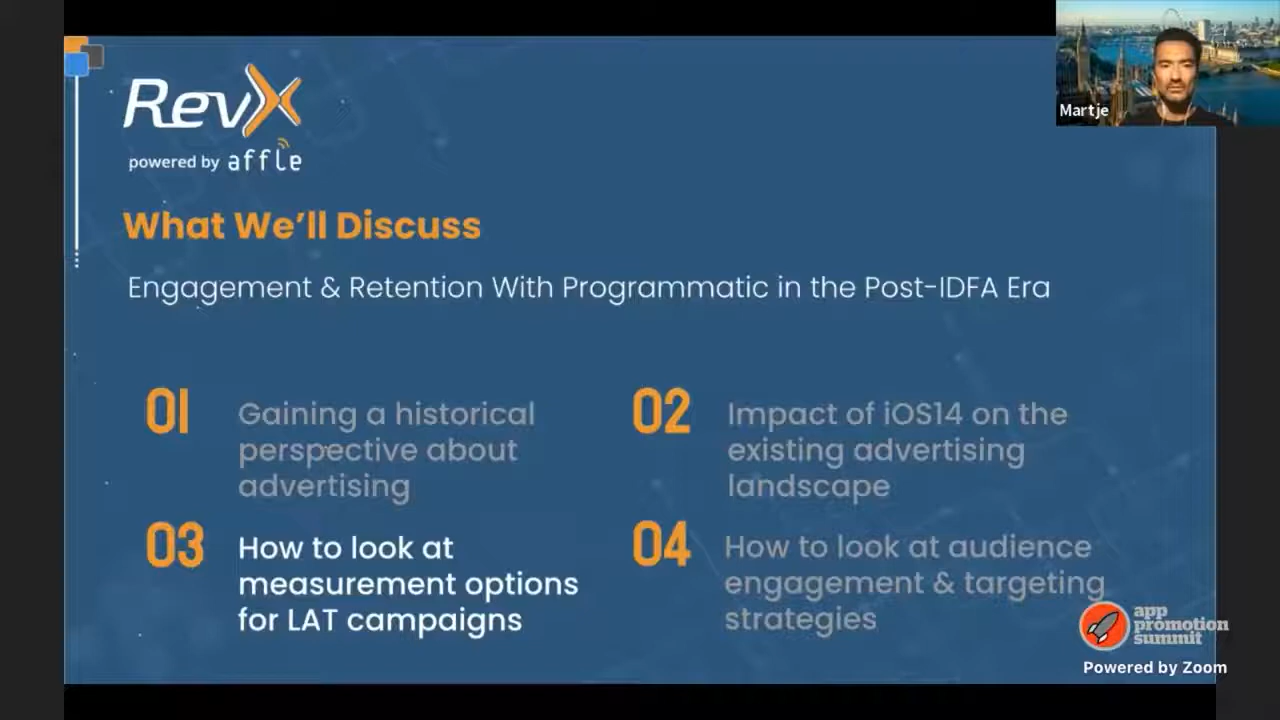 RevX
powered by affle
Martje
What We'll Discuss
Engagement & Retention With Programmatic in the Post-IDFA Era
01
Gaining a historical
perspective about
advertising
02
Impact of iOS14 on the
existing advertising
landscape
03
How to look at
measurement options
for LAT campaigns
04
How to look at audience
engagement & targeting
strategies
app
promotion
summit
Powered by Zoom